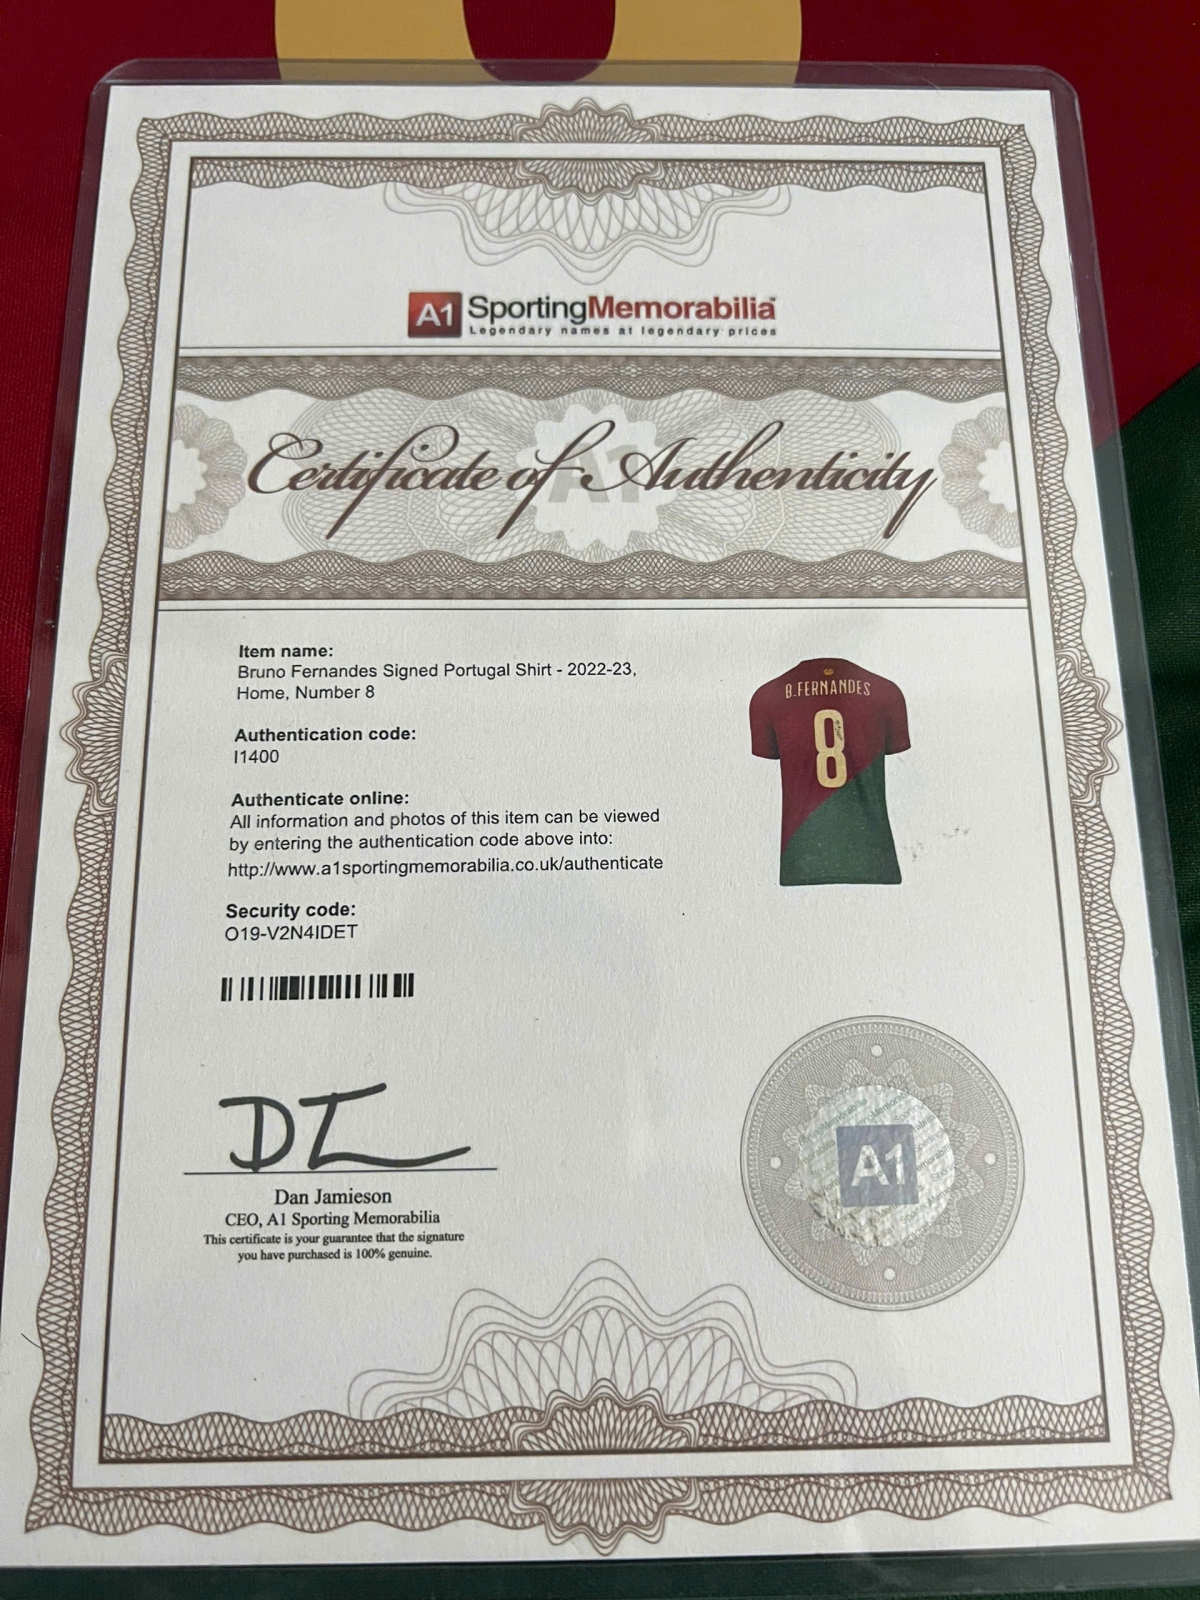 A1 SportingMemorabilia™
Legendary names at legendary prices
Certificate of Authenticity
Item name:
Bruno Fernandes Signed Portugal Shirt - 2022-23,
Home, Number 8
B.FERNANDES
8
Authentication code:
I1400
Authenticate online:
All information and photos of this item can be viewed
by entering the authentication code above into:
http://www.a1sportingmemorabilia.co.uk/authenticate
Security code:
O19-V2N4IDET
Dan Jamieson
CEO, A1 Sporting Memorabilia
This certificate is your guarantee that the signature
you have purchased is 100% genuine.
A1